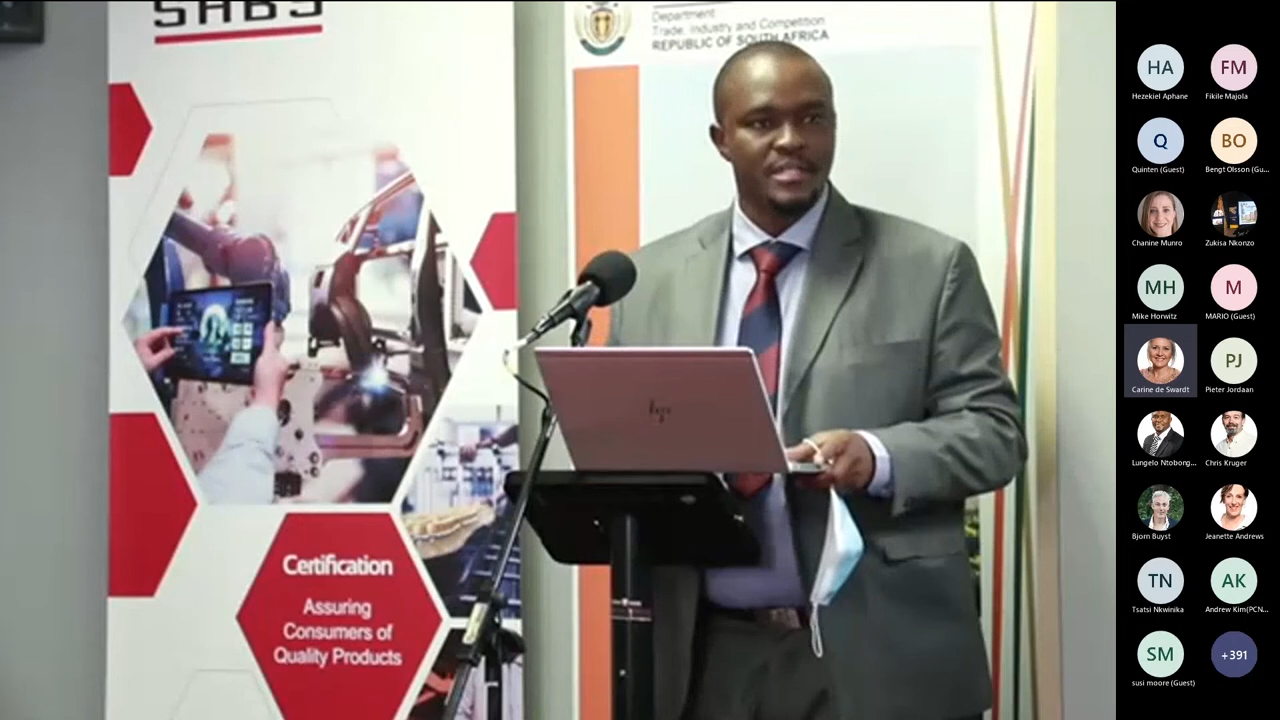 SABS
Department
Trade, Industry and Competition
REPUBLIC OF SOUTH AFRICA
hp
Certification
Assuring
Consumers of
Quality Products
HA
FM
Hezekiel Aphane
Fikile Majola
Q
BO
Quinten (Guest)
Bengt Olsson (Gu...
Chanine Munro
Zukisa Nkonzo
MH
M
Mike Horwitz
MARIO (Guest)
Carine de Swardt
PJ
Pieter Jordaan
Lungelo Ntoborg...
Chris Kruger
Bjorn Buyst
Jeanette Andrews
TN
AK
Tsatsi Nkwinika
Andrew Kim(PCN...
SM
+391
susi moore (Guest)